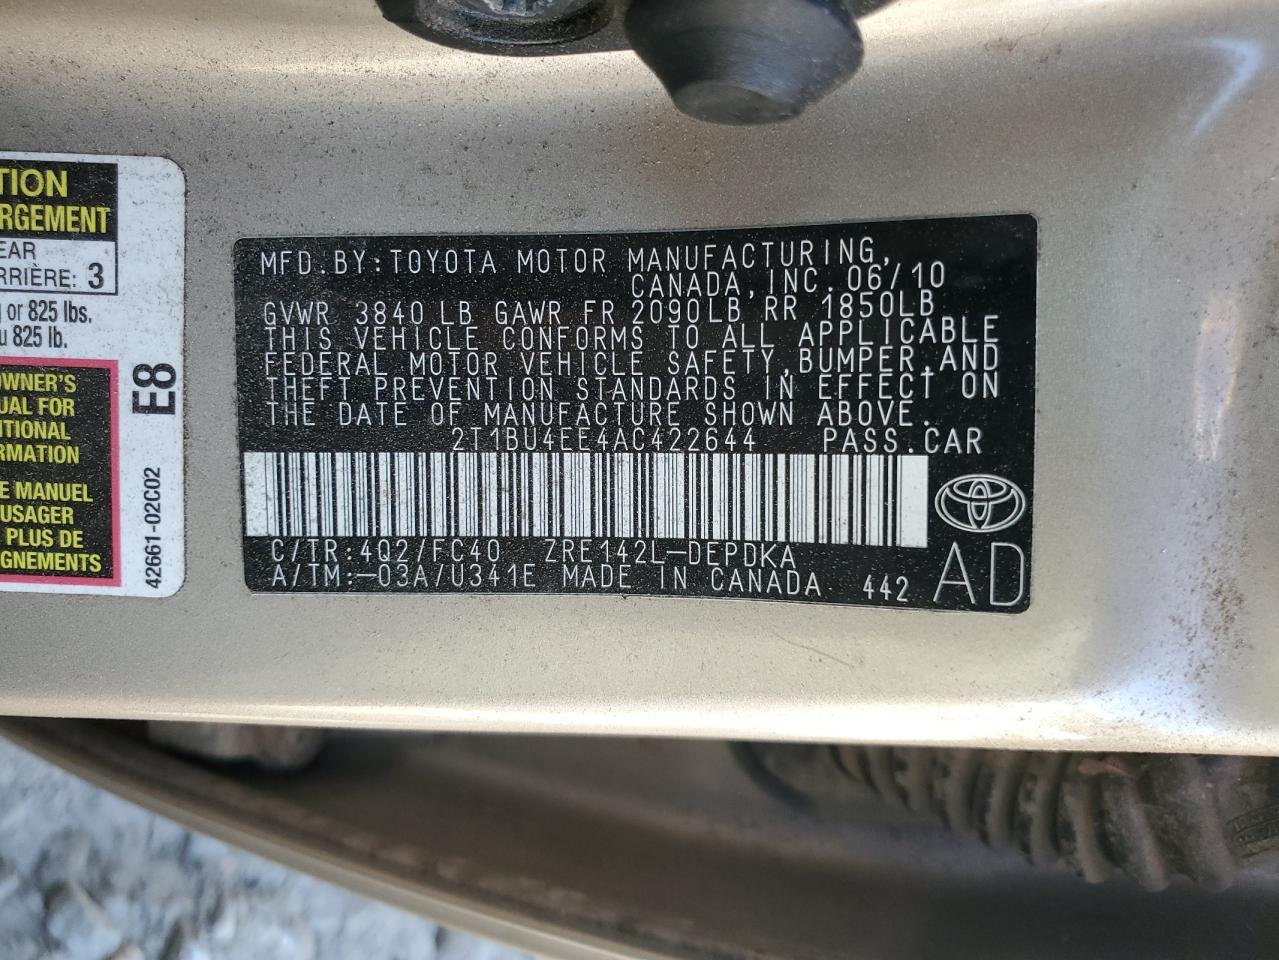 TION
RGEMENT
EAR
RRIÈRE: 3
or 825 lbs.
u 825 lb.
OWNER'S
UAL FOR
ITIONAL
RMATION
E MANUEL
USAGER
PLUS DE
IGNEMENTS
E8
42661-02C02
MFD.BY:TOYOTA MOTOR MANUFACTURING,
CANADA,INC.06/10
GVWR 3840 LB GAWR FR 2090LB RR 1850LB
THIS VEHICLE CONFORMS TO ALL APPLICABLE
FEDERAL MOTOR VEHICLE SAFETY,BUMPER,AND
THEFT PREVENTION STANDARDS IN EFFECT ON
THE DATE OF MANUFACTURE SHOWN ABOVE.
2T1BU4EE4AC422644 PASS.CAR
C/TR:4Q2/FC40 ZRE142L-DEPDKA
A/TM:-03A/U341E MADE IN CANADA 442 AD